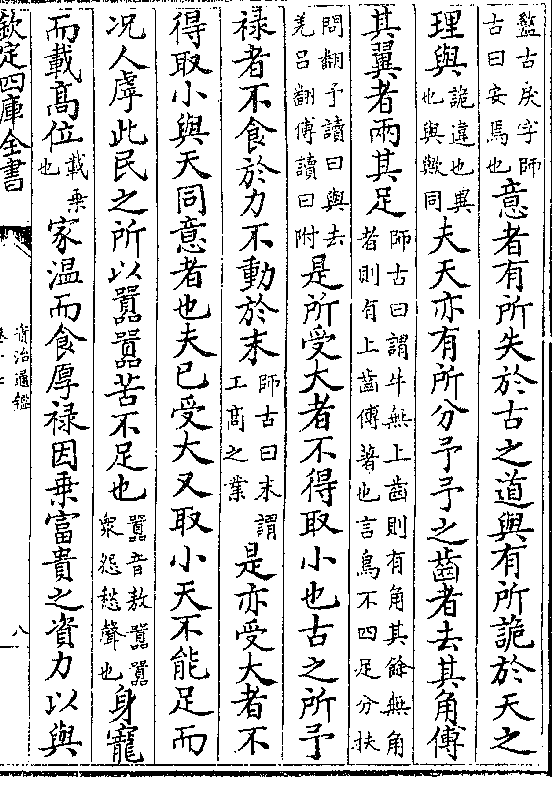 盭古戾字師古曰安焉也意者有所失於古之道與有所詭於天之
理與詭違也異也與歟同夫天亦有所分予予之齒者去其角傅
其翼者兩其足師古曰謂牛無上齒則有角其餘無角者則有上齒傅著也言鳥不四足分扶
問翻予讀曰與去羌呂翻傅讀曰附是所受大者不得取小也古之所予
禄者不食於力不動於末師古曰末謂工商之業是亦受大者不
得取小與天同意者也夫已受大又取小天不能足而
况人虖此民之所以囂囂苦不足也囂音敖囂囂衆怨愁聲也身寵
而載髙位載乗也家温而食厚禄因乗富貴之資力以與
欽定四庫全書
資治通鑑
八